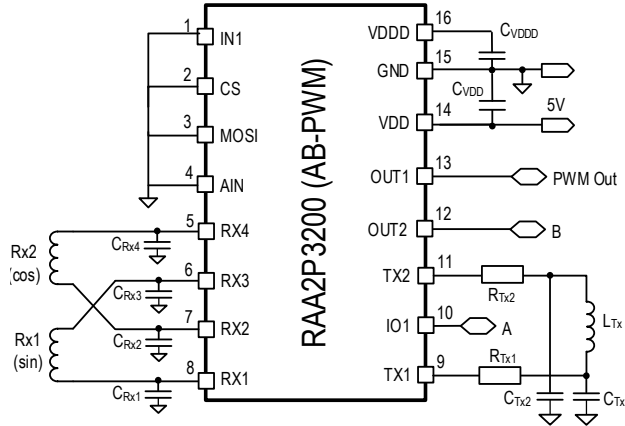 1 IN1
2 CS
3 MOSI
4 AIN
5 RX4
6 RX3
7 RX2
8 RX1
Rx2
(cos)
Rx1
(sin)
CRx4
CRx3
CRx2
CRx1
RAA2P3200 (AB-PWM)
VDDD 16
GND 15
VDD 14
OUT1 13
OUT2 12
TX2 11
IO1 10
TX1 9
CVDDD
CVDD
5V
PWM Out
B
RTx2
A
LTx
RTx1
CTx2
CTx